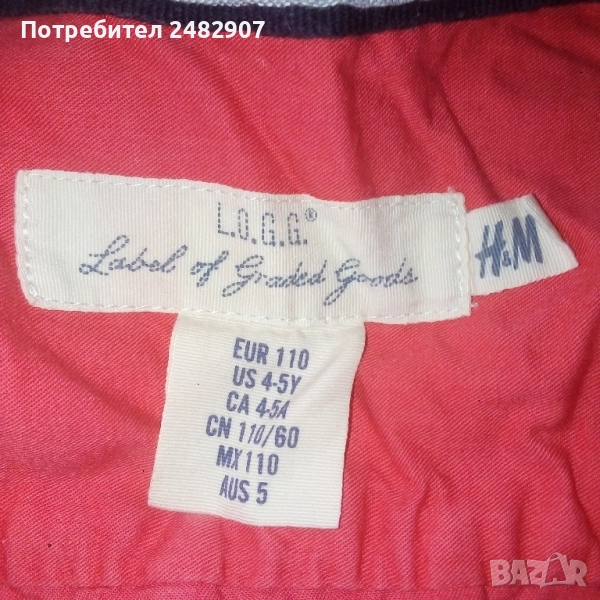 Потребител 2482907
L.O.G.G.®
Label of Graded Goods
H&M
EUR 110
US 4-5Y
CA 4-5A
CN 110/60
MX 110
AUS 5
BAZAR